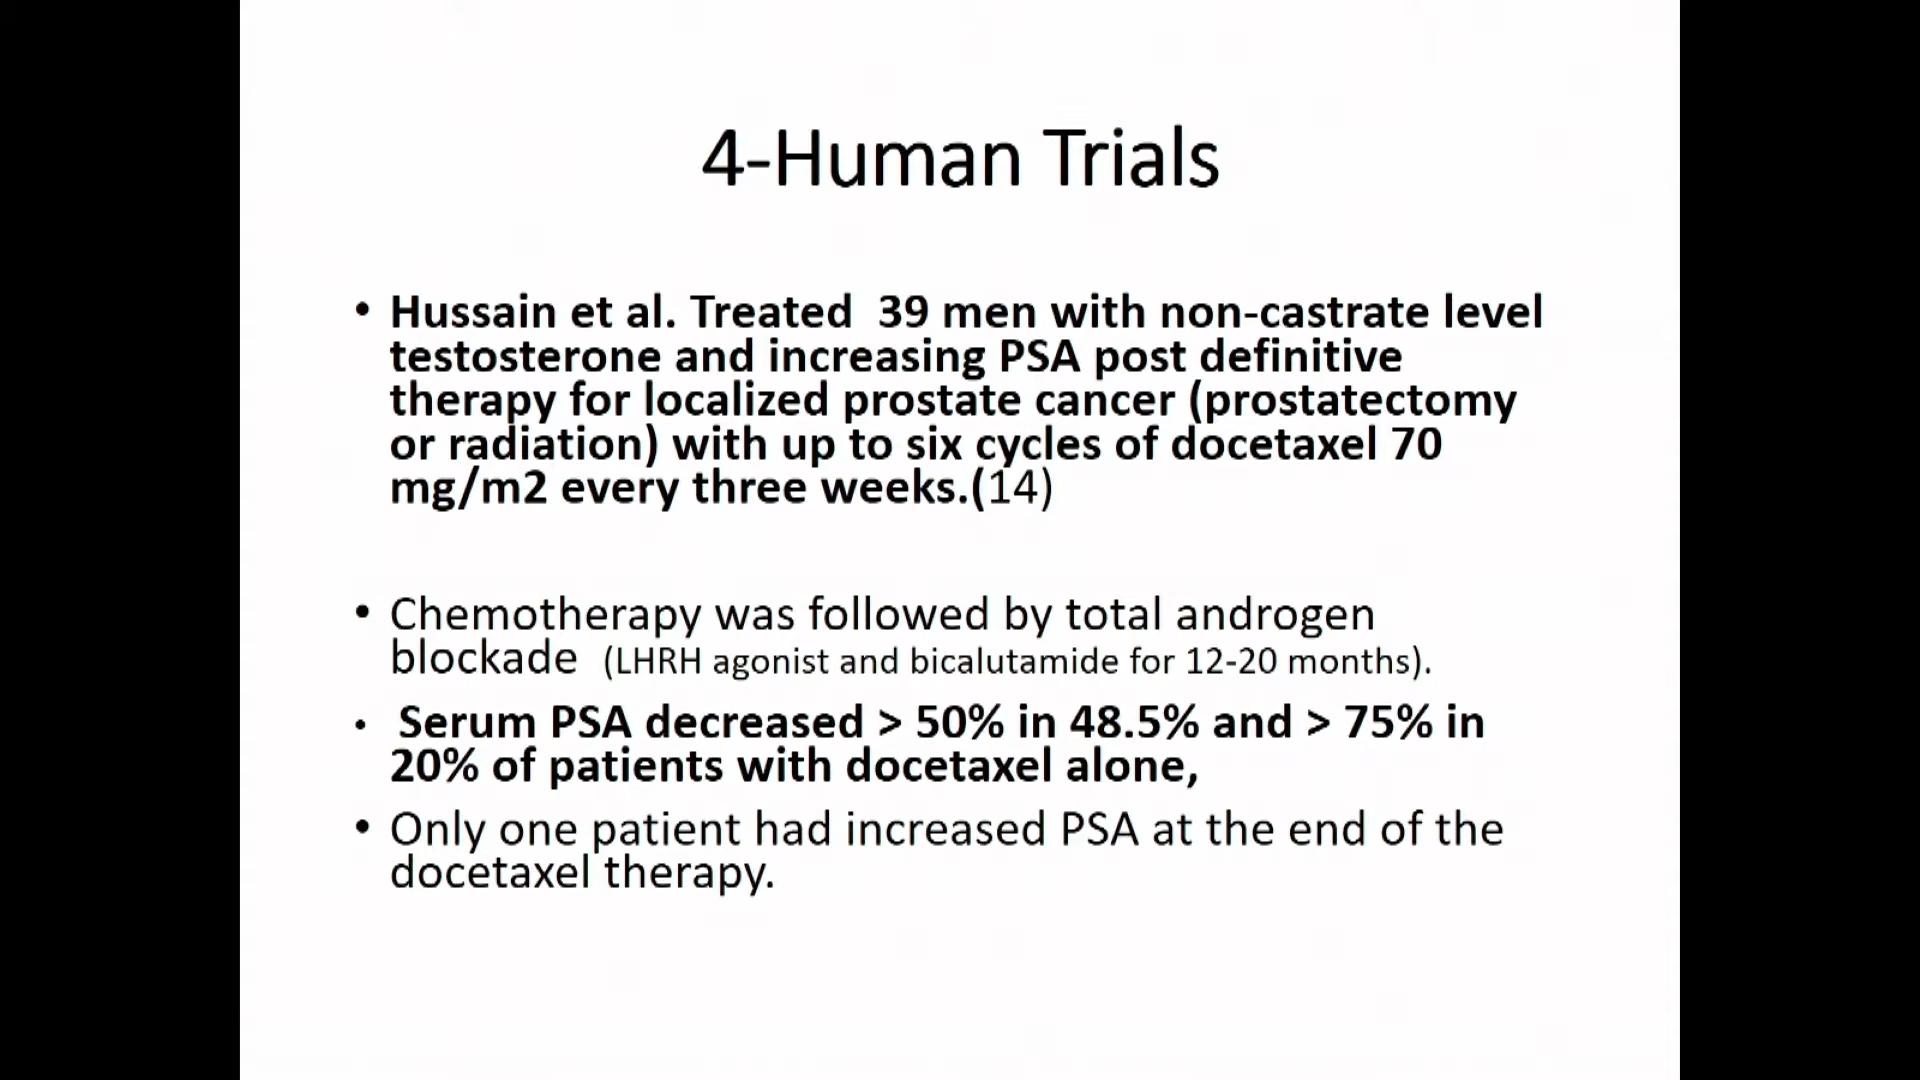 4-Human Trials
• Hussain et al. Treated  39 men with non-castrate level
testosterone and increasing PSA post definitive
therapy for localized prostate cancer (prostatectomy
or radiation) with up to six cycles of docetaxel 70
mg/m2 every three weeks.(14)
• Chemotherapy was followed by total androgen
blockade  (LHRH agonist and bicalutamide for 12-20 months).
•  Serum PSA decreased > 50% in 48.5% and > 75% in
20% of patients with docetaxel alone,
• Only one patient had increased PSA at the end of the
docetaxel therapy.